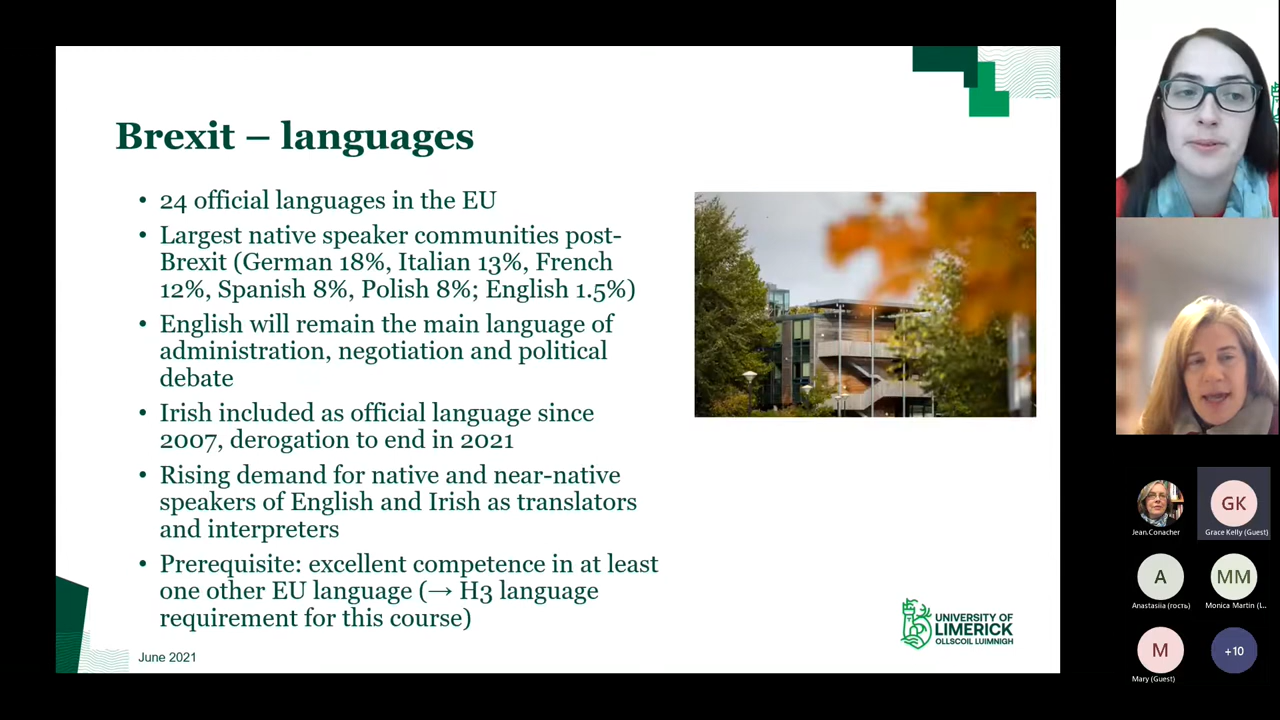 Brexit – languages
• 24 official languages in the EU
• Largest native speaker communities post-
Brexit (German 18%, Italian 13%, French
12%, Spanish 8%, Polish 8%; English 1.5%)
• English will remain the main language of
administration, negotiation and political
debate
• Irish included as official language since
2007, derogation to end in 2021
• Rising demand for native and near-native
speakers of English and Irish as translators
and interpreters
• Prerequisite: excellent competence in at least
one other EU language (→ H3 language
requirement for this course)
June 2021
UNIVERSITY OF
LIMERICK
OLLSCOIL LUIMNIGH
GK
Jean.Conacher
Grace Kelly (Guest)
A
MM
Anastasiia (гость)
Monica Martin (L..
M
+10
Mary (Guest)